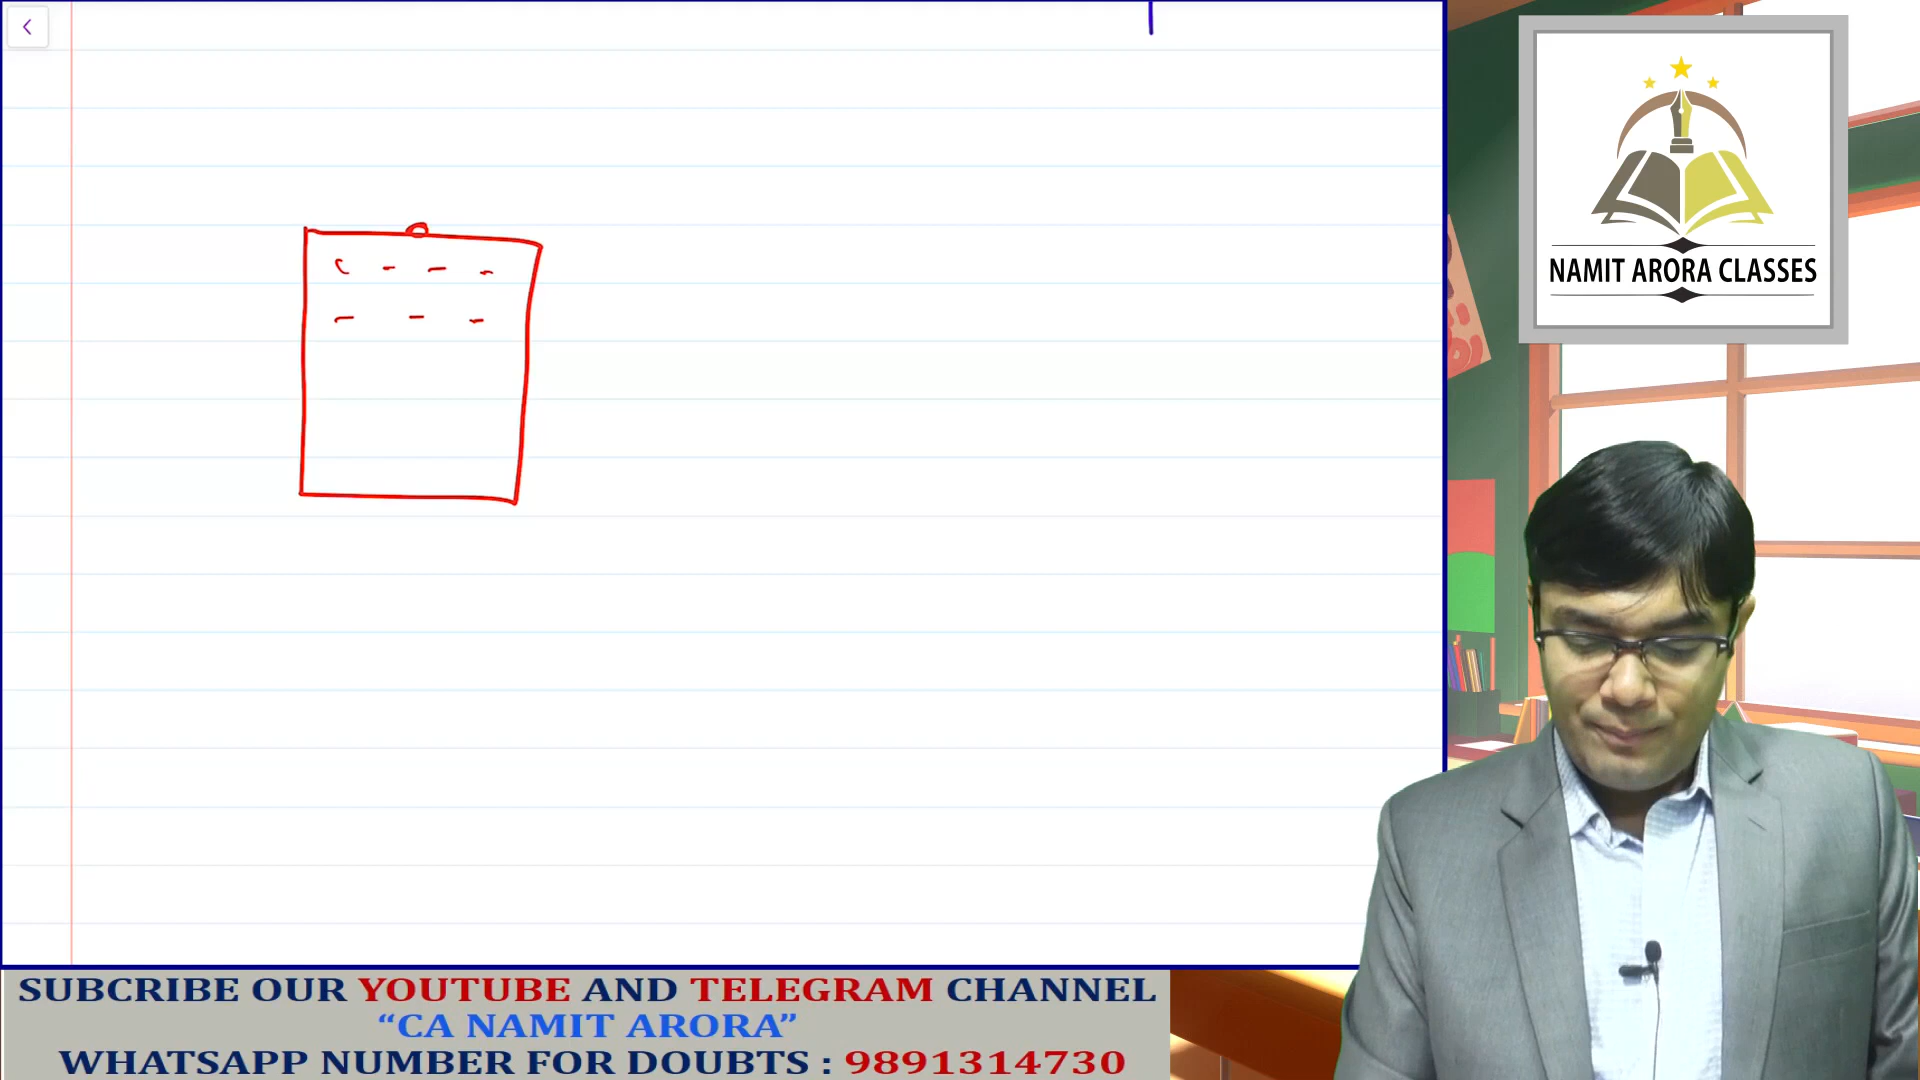 NAMIT ARORA CLASSES
SUBCRIBE OUR YOUTUBE AND TELEGRAM CHANNEL
“CA NAMIT ARORA”
WHATSAPP NUMBER FOR DOUBTS : 9891314730